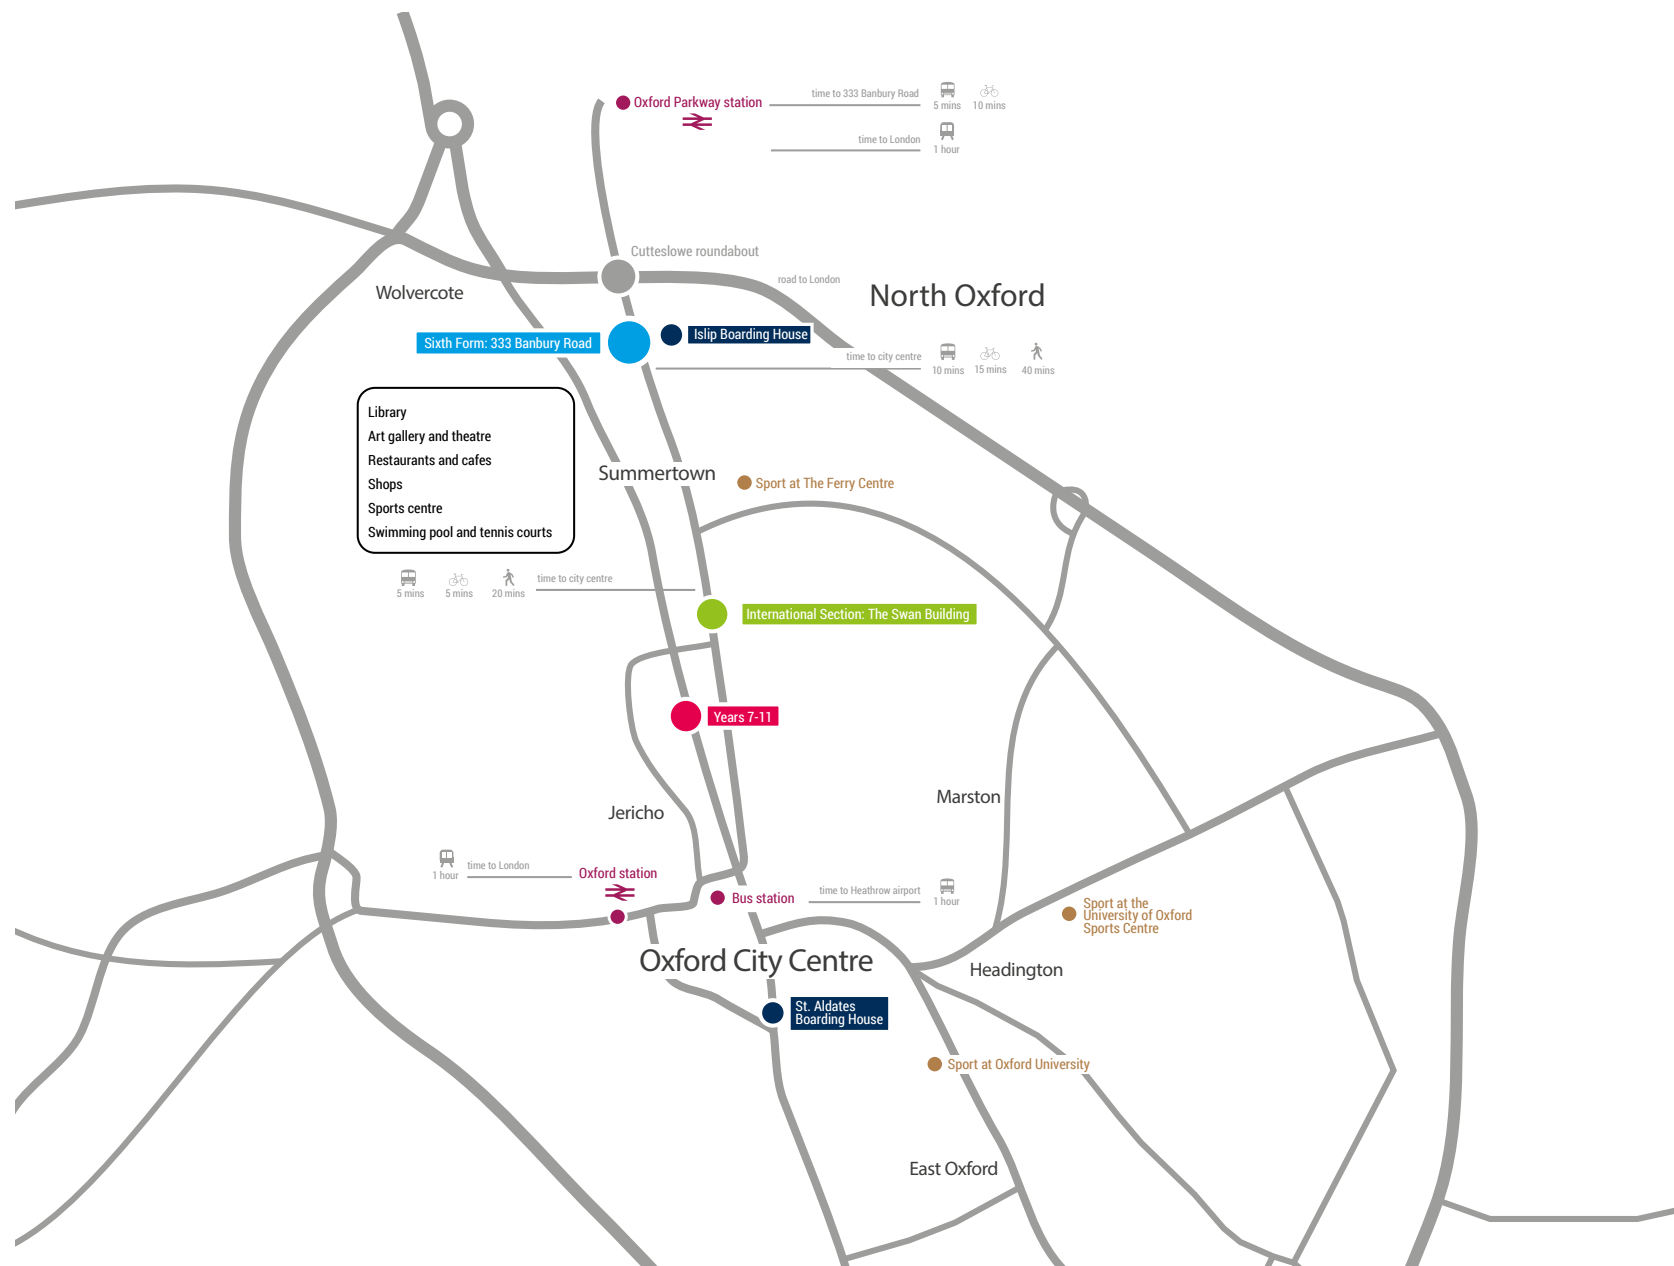 Oxford Parkway station
time to 333 Banbury Road
5 mins
10 mins
time to London
1 hour
Cutteslowe roundabout
road to London
North Oxford
Wolvercote
Sixth Form: 333 Banbury Road
Islip Boarding House
time to city centre
10 mins
15 mins
40 mins
Library
Art gallery and theatre
Restaurants and cafes
Shops
Sports centre
Swimming pool and tennis courts
Summertown
Sport at The Ferry Centre
5 mins
5 mins
20 mins
time to city centre
International Section: The Swan Building
Years 7-11
Jericho
Marston
1 hour
time to London
Oxford station
Bus station
time to Heathrow airport
1 hour
Sport at the
University of Oxford
Sports Centre
Oxford City Centre
Headington
St. Aldates
Boarding House
Sport at Oxford University
East Oxford